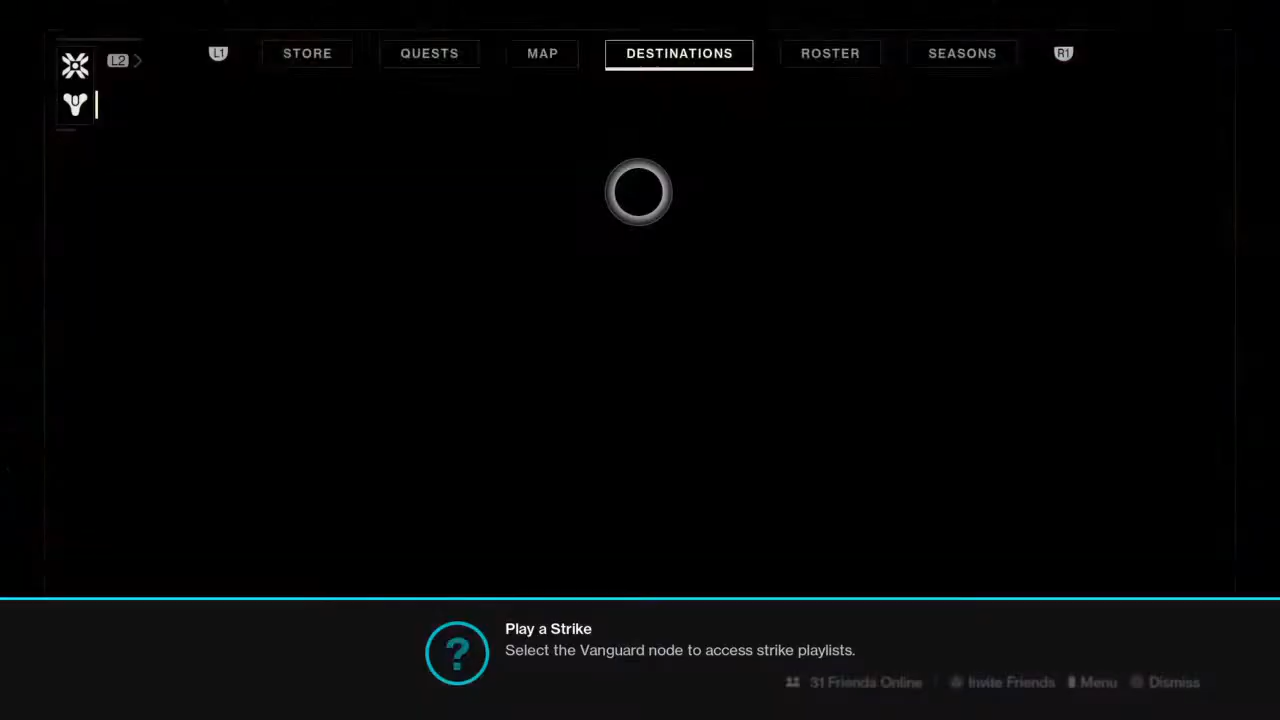 L2
L1
STORE
QUESTS
MAP
DESTINATIONS
ROSTER
SEASONS
R1
?
Play a Strike
Select the Vanguard node to access strike playlists.
31 Friends Online
Invite Friends
Menu
Dismiss